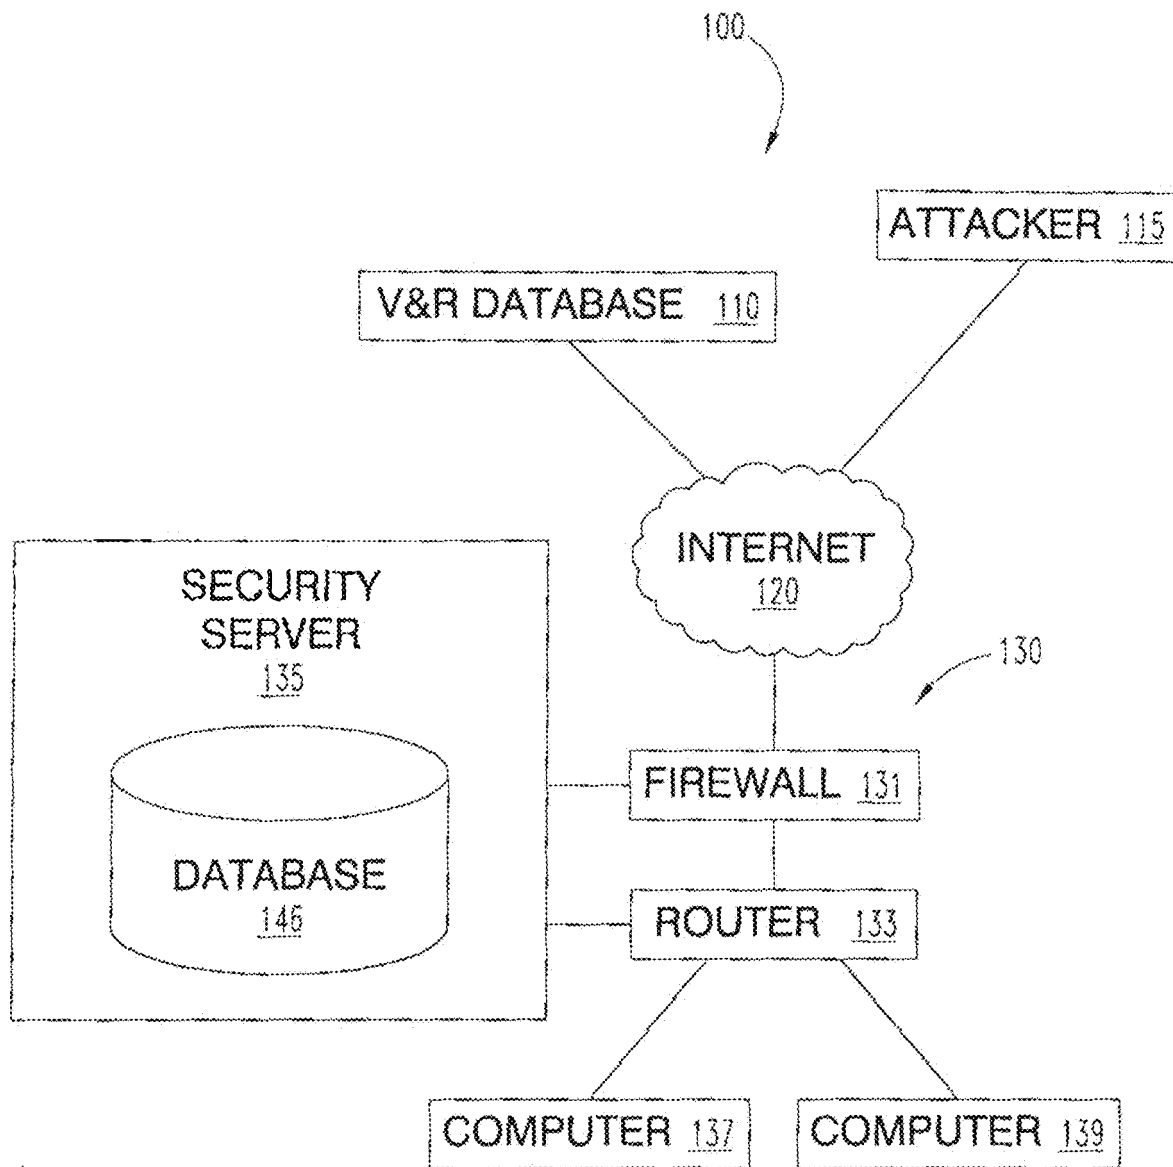 100
ATTACKER 115
V&R DATABASE 110
INTERNET
120
SECURITY
SERVER
135
130
FIREWALL 131
DATABASE
146
ROUTER 133
COMPUTER 137
COMPUTER 139